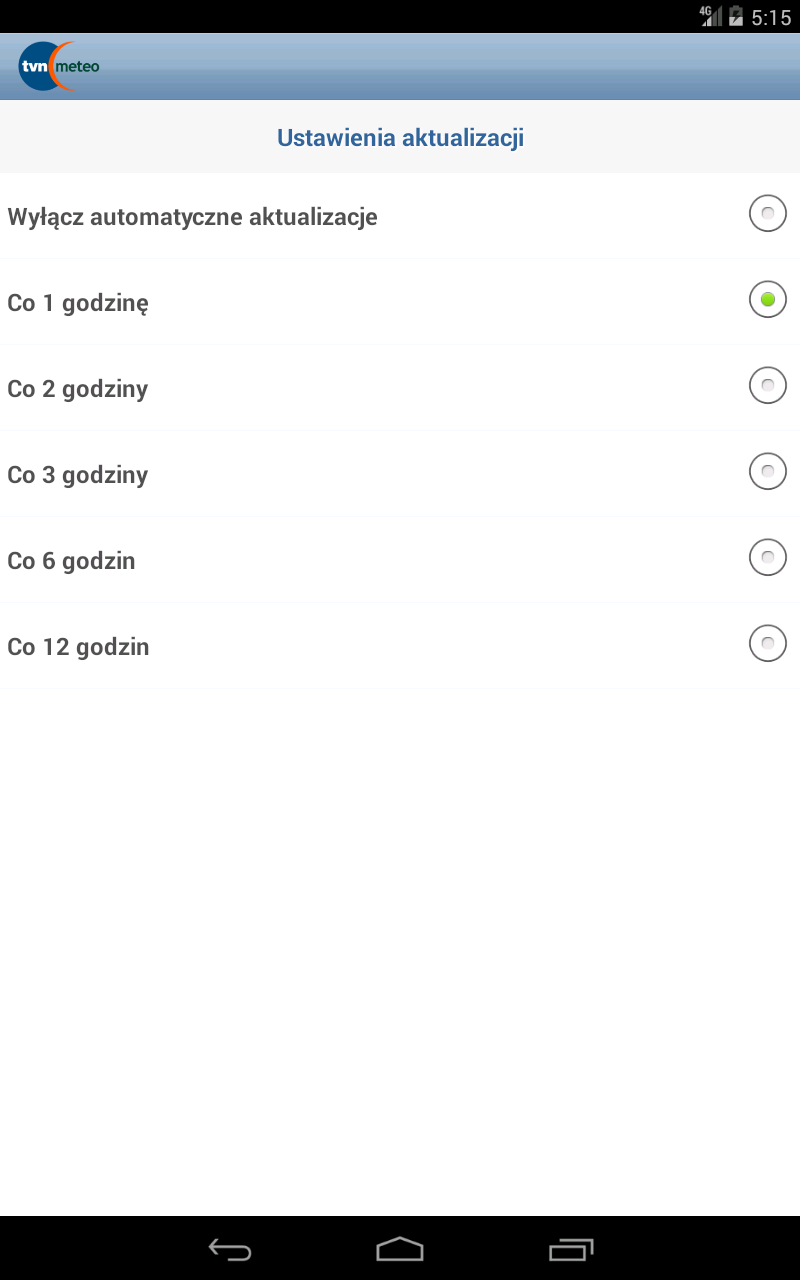 4G 5:15
tvn meteo
Ustawienia aktualizacji
Wyłącz automatyczne aktualizacje
Co 1 godzinę
Co 2 godziny
Co 3 godziny
Co 6 godzin
Co 12 godzin